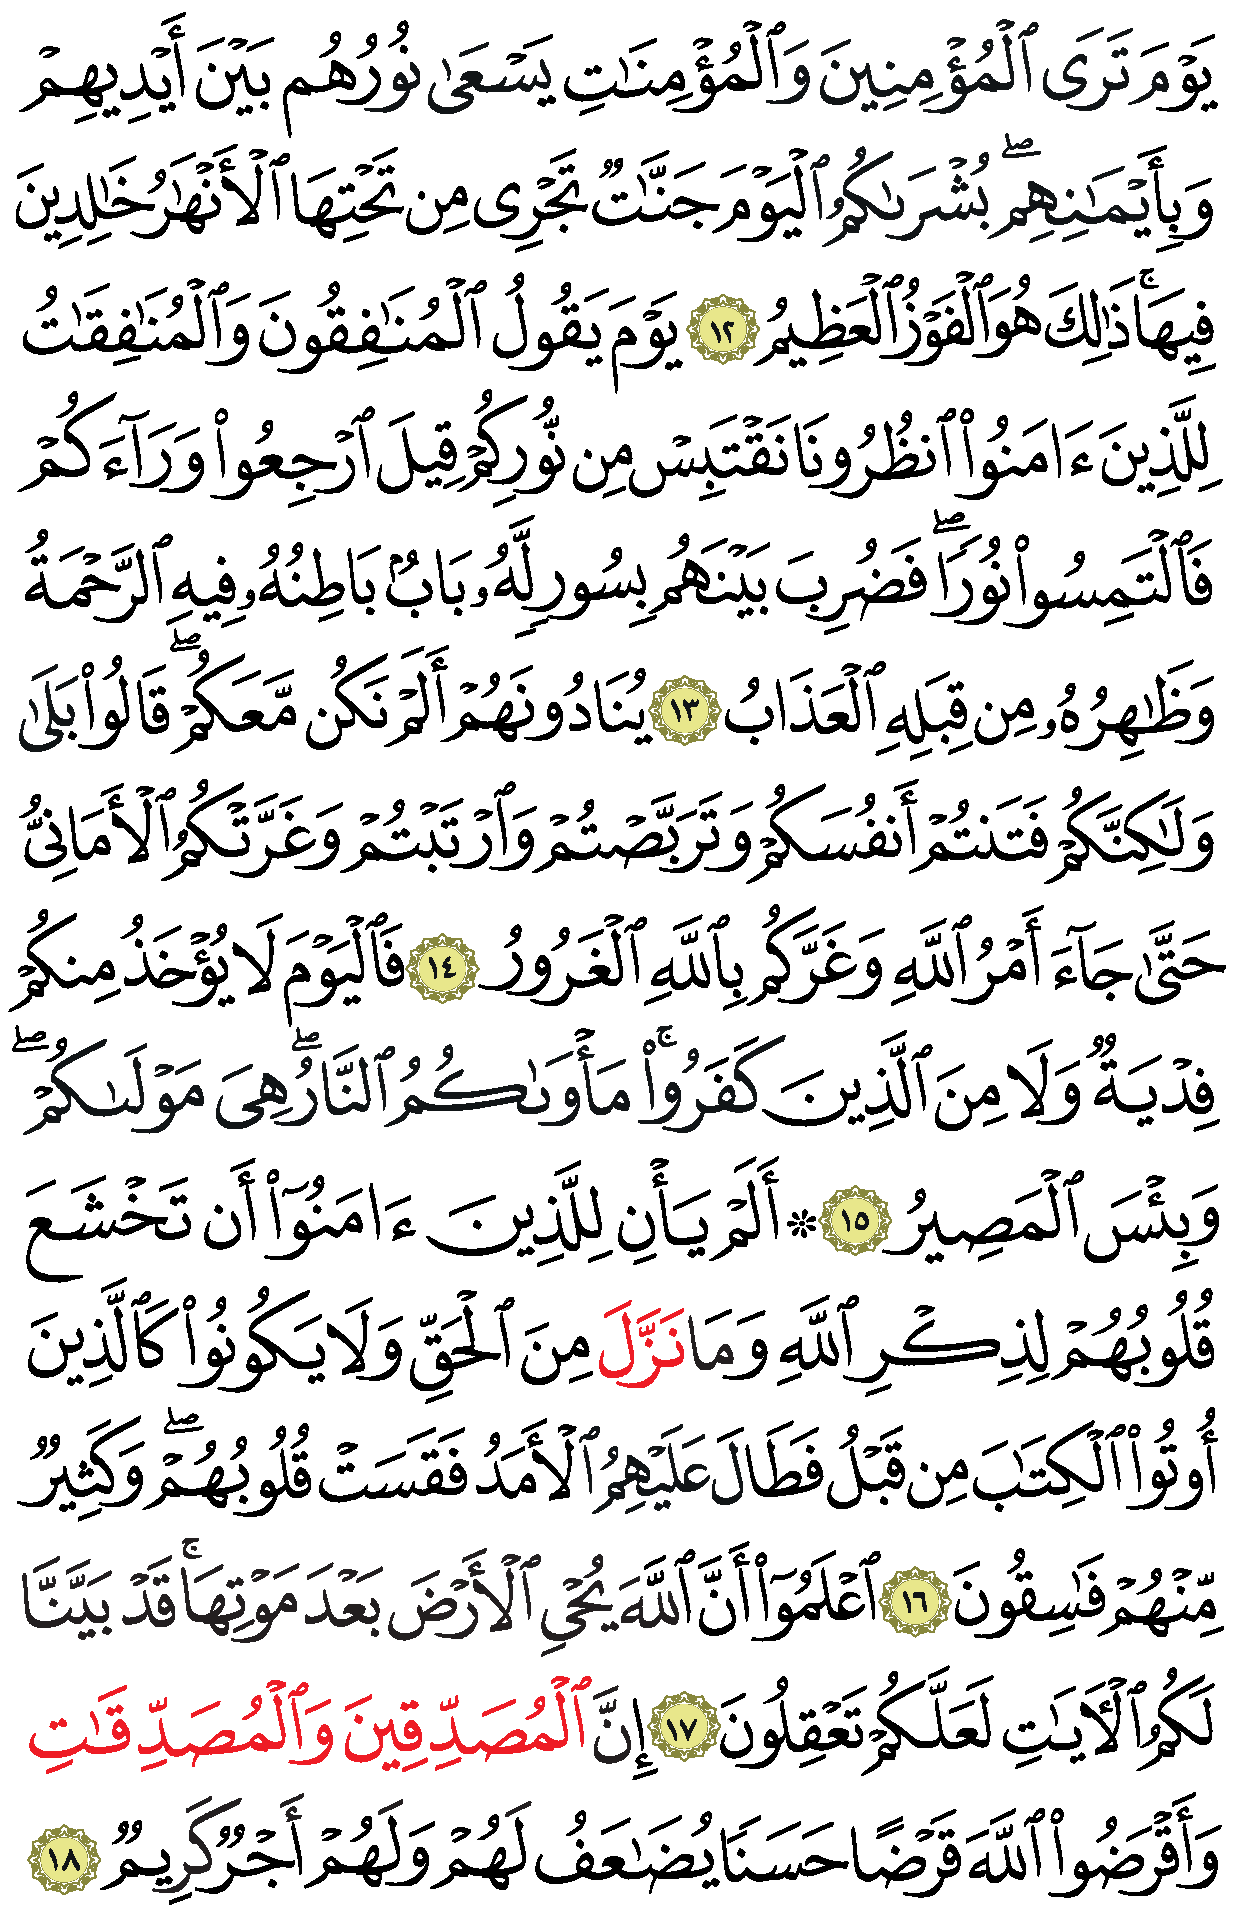 يَوْمَ تَرَى ٱلْمُؤْمِنِينَ وَٱلْمُؤْمِنَٰتِ يَسْعَىٰ نُورُهُم بَيْنَ أَيْدِيهِمْ
وَبِأَيْمَٰنِهِمۖ بُشْرَىٰكُمُ ٱلْيَوْمَ جَنَّٰتٌ تَجْرِى مِن تَحْتِهَا ٱلْأَنْهَٰرُ خَٰلِدِينَ
فِيهَاۚ ذَٰلِكَ هُوَ ٱلْفَوْزُ ٱلْعَظِيمُ ١٢ يَوْمَ يَقُولُ ٱلْمُنَٰفِقُونَ وَٱلْمُنَٰفِقَٰتُ
لِلَّذِينَ ءَامَنُوا۟ ٱنظُرُونَا نَقْتَبِسْ مِن نُّورِكُمْ قِيلَ ٱرْجِعُوا۟ وَرَآءَكُمْ
فَٱلْتَمِسُوا۟ نُورًاۖ فَضُرِبَ بَيْنَهُم بِسُورٍ لَّهُۥ بَابٌۢ بَاطِنُهُۥ فِيهِ ٱلرَّحْمَةُ
وَظَٰهِرُهُۥ مِن قِبَلِهِ ٱلْعَذَابُ ١٣ يُنَادُونَهُمْ أَلَمْ نَكُن مَّعَكُمْۖ قَالُوا۟ بَلَىٰ
وَلَٰكِنَّكُمْ فَتَنتُمْ أَنفُسَكُمْ وَتَرَبَّصْتُمْ وَٱرْتَبْتُمْ وَغَرَّتْكُمُ ٱلْأَمَانِىُّ
حَتَّىٰ جَآءَ أَمْرُ ٱللَّهِ وَغَرَّكُم بِٱللَّهِ ٱلْغَرُورُ ١٤ فَٱلْيَوْمَ لَا يُؤْخَذُ مِنكُمْ
فِدْيَةٌ وَلَا مِنَ ٱلَّذِينَ كَفَرُوا۟ۚ مَأْوَىٰكُمُ ٱلنَّارُۖ هِىَ مَوْلَىٰكُمْۖ
وَبِئْسَ ٱلْمَصِيرُ ١٥ ۞ أَلَمْ يَأْنِ لِلَّذِينَ ءَامَنُوٓا۟ أَن تَخْشَعَ
قُلُوبُهُمْ لِذِكْرِ ٱللَّهِ وَمَا نَزَّلَ مِنَ ٱلْحَقِّ وَلَا يَكُونُوا۟ كَٱلَّذِينَ
أُوتُوا۟ ٱلْكِتَٰبَ مِن قَبْلُ فَطَالَ عَلَيْهِمُ ٱلْأَمَدُ فَقَسَتْ قُلُوبُهُمْۖ وَكَثِيرٌ
مِّنْهُمْ فَٰسِقُونَ ١٦ ٱعْلَمُوٓا۟ أَنَّ ٱللَّهَ يُحْىِ ٱلْأَرْضَ بَعْدَ مَوْتِهَاۚ قَدْ بَيَّنَّا
لَكُمُ ٱلْءَايَٰتِ لَعَلَّكُمْ تَعْقِلُونَ ١٧ إِنَّ ٱلْمُصَدِّقِينَ وَٱلْمُصَدِّقَٰتِ
وَأَقْرَضُوا۟ ٱللَّهَ قَرْضًا حَسَنًا يُضَٰعَفُ لَهُمْ وَلَهُمْ أَجْرٌ كَرِيمٌ ١٨